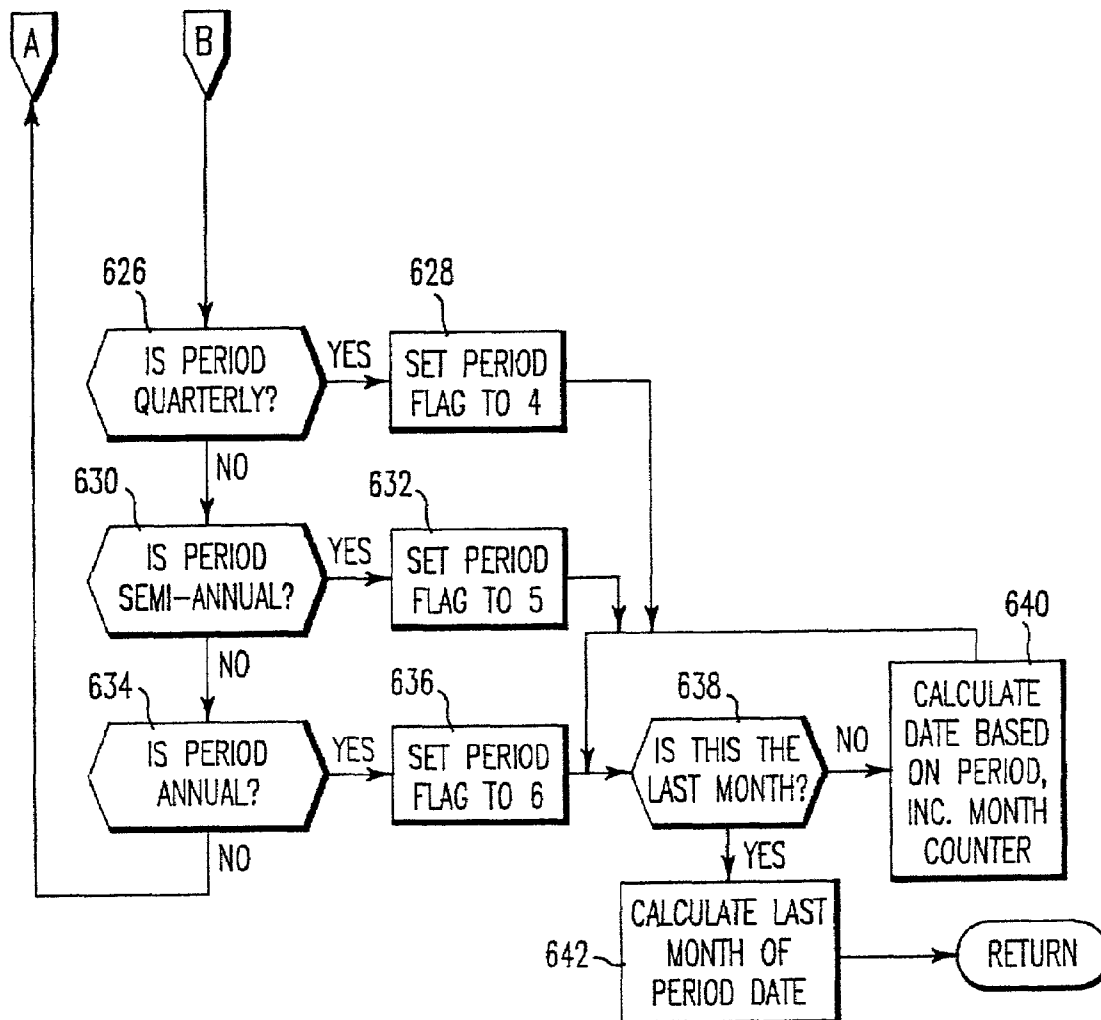 A
B
626
628
IS PERIOD
QUARTERLY?
YES
SET PERIOD
FLAG TO 4
NO
630
632
IS PERIOD
SEMI-ANNUAL?
YES
SET PERIOD
FLAG TO 5
NO
634
636
638
640
IS PERIOD
ANNUAL?
YES
SET PERIOD
FLAG TO 6
IS THIS THE
LAST MONTH?
NO
CALCULATE
DATE BASED
ON PERIOD,
INC. MONTH
COUNTER
NO
YES
642
CALCULATE LAST
MONTH OF
PERIOD DATE
RETURN